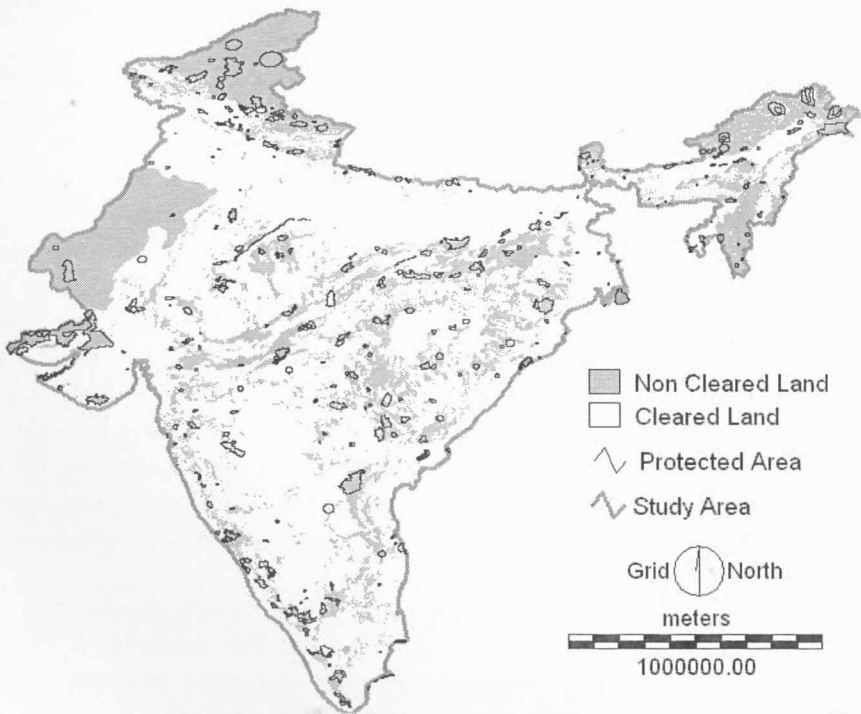 Non Cleared Land
Cleared Land
Protected Area
Study Area
Grid North
meters
1000000.00